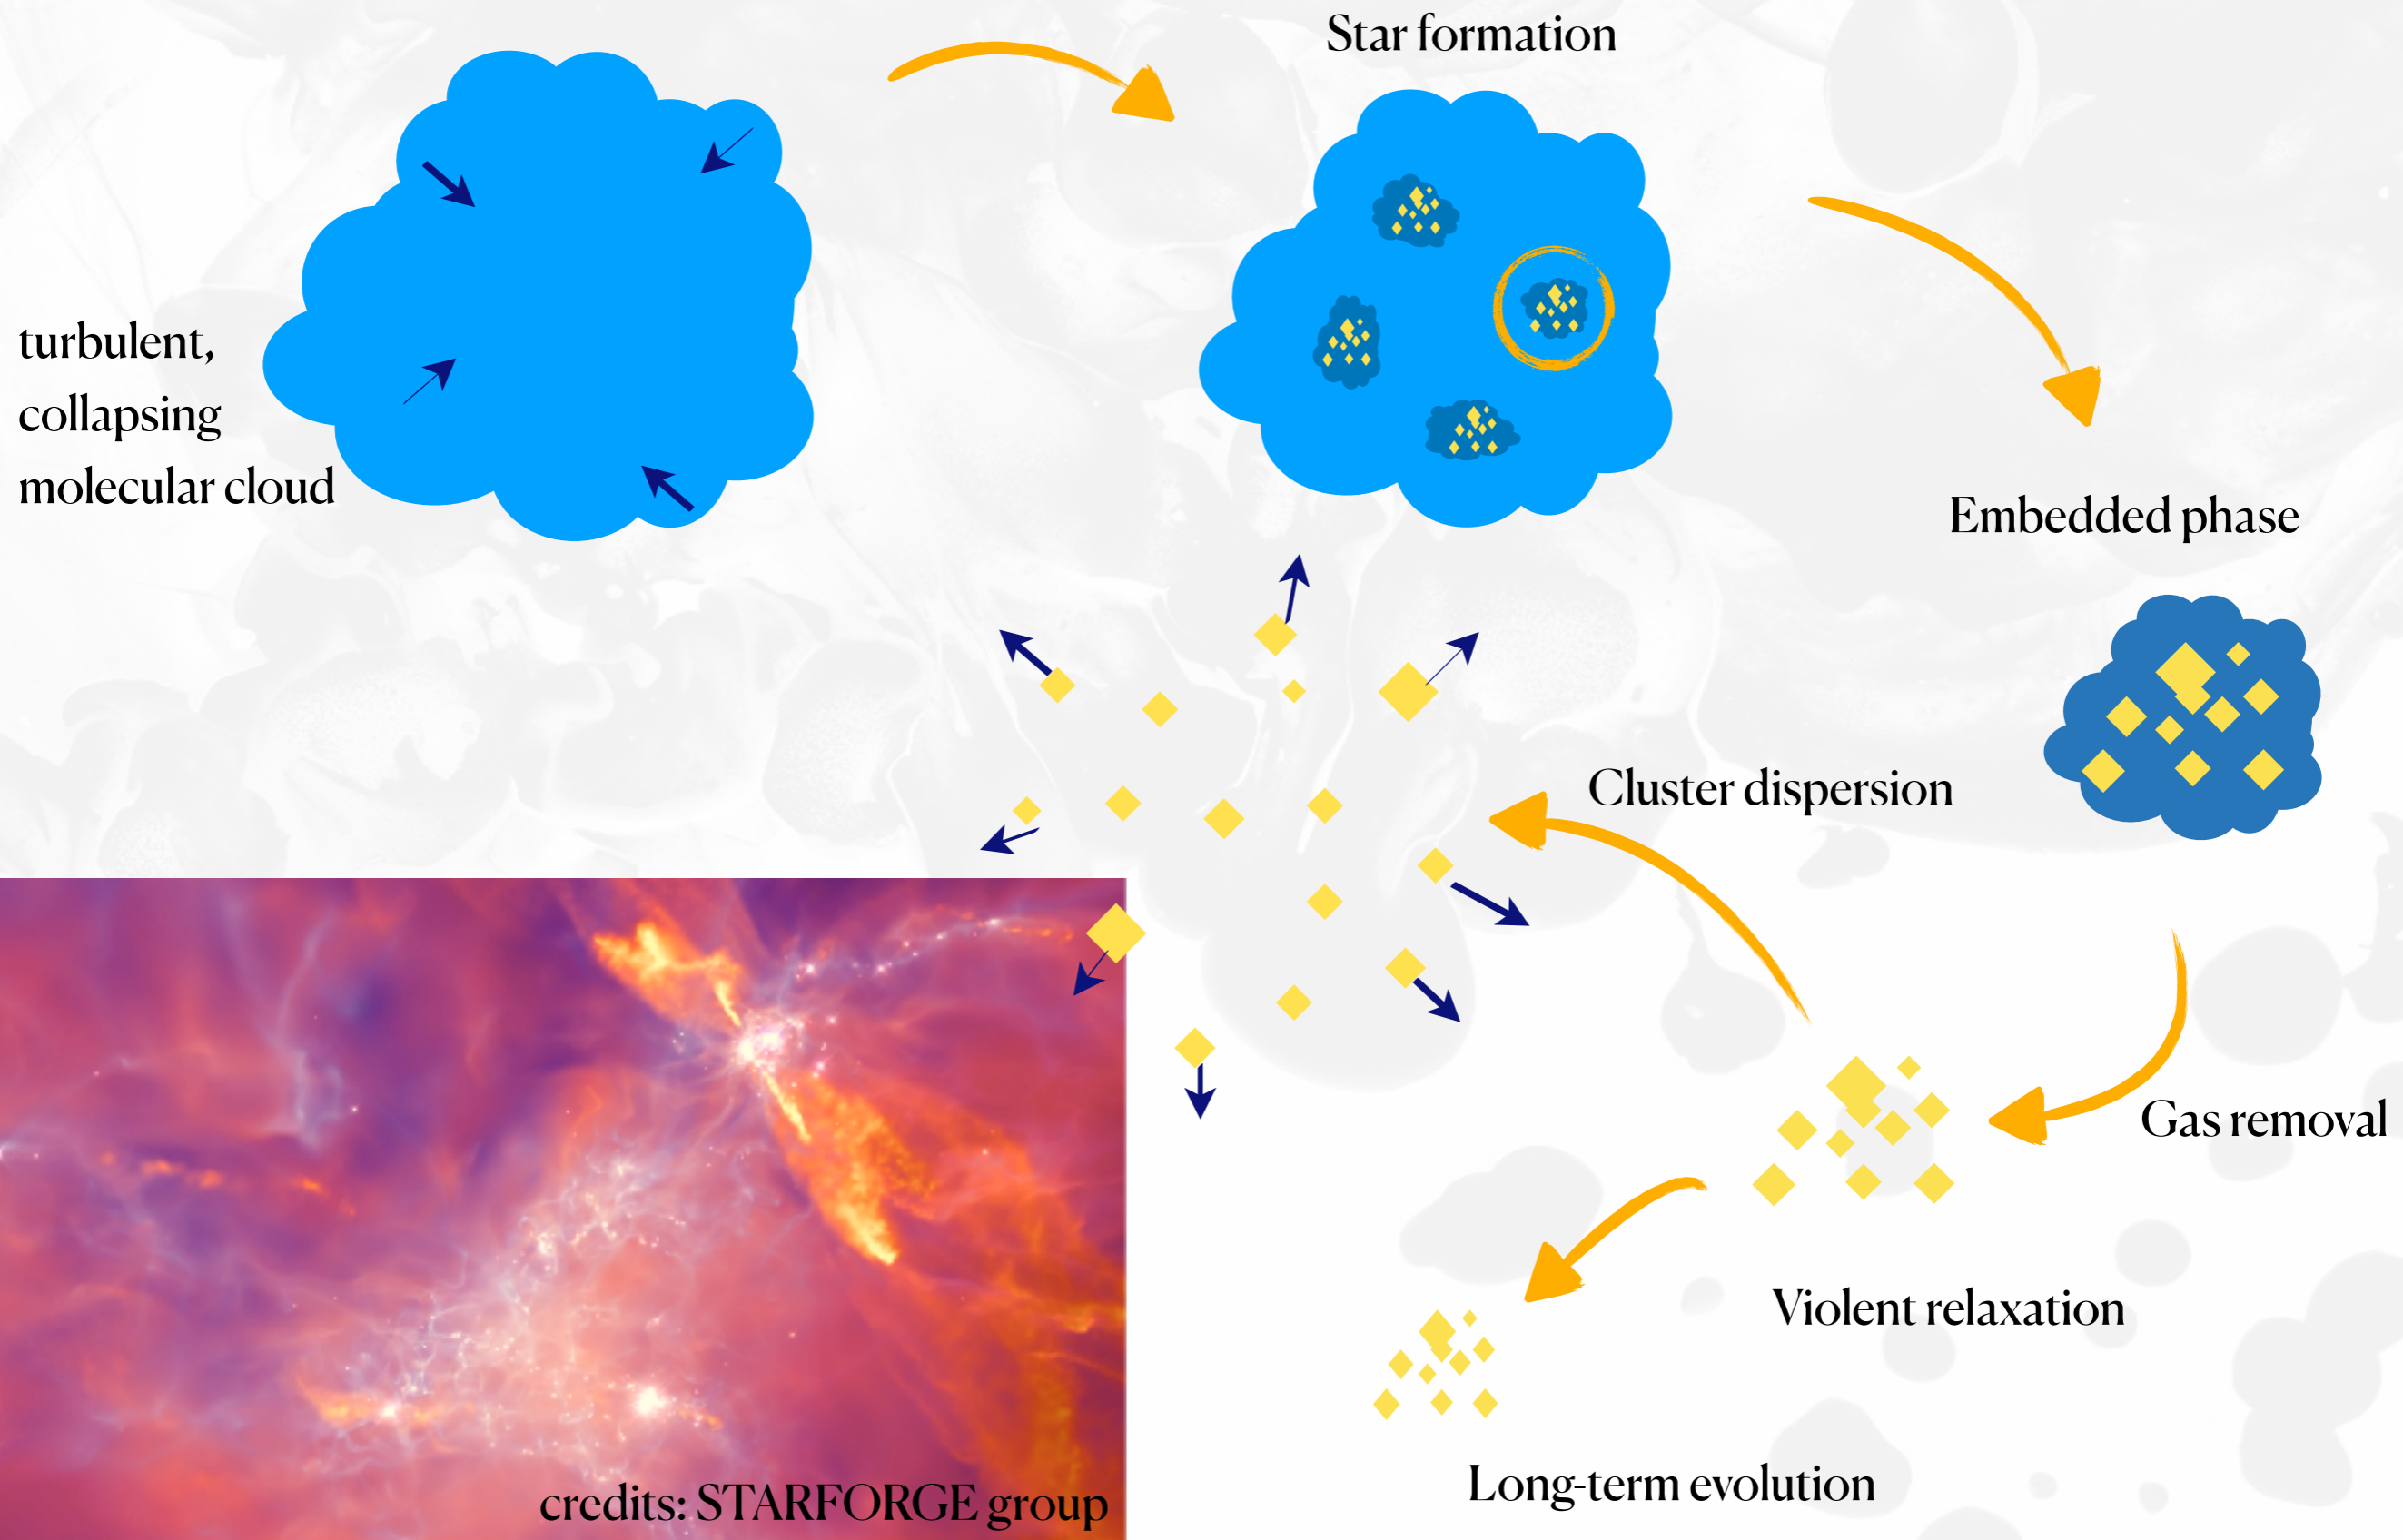 Star formation
turbulent,
collapsing
molecular cloud
Embedded phase
Cluster dispersion
Gas removal
Violent relaxation
Long-term evolution
credits: STARFORGE group